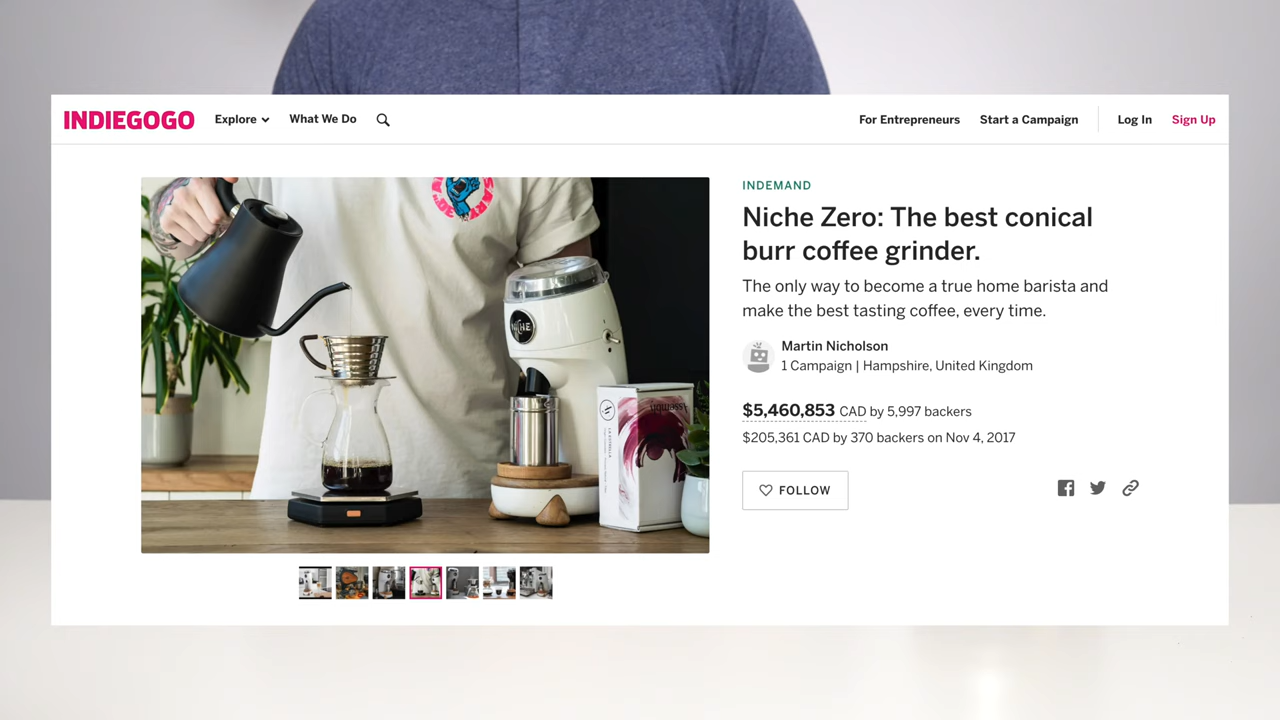 INDIEGOGO
Explore
What We Do
For Entrepreneurs
Start a Campaign
Log In
Sign Up
NICHE
INDEMAND
Niche Zero: The best conical
burr coffee grinder.
The only way to become a true home barista and
make the best tasting coffee, every time.
Martin Nicholson
1 Campaign | Hampshire, United Kingdom
$5,460,853 CAD by 5,997 backers
$205,361 CAD by 370 backers on Nov 4, 2017
FOLLOW